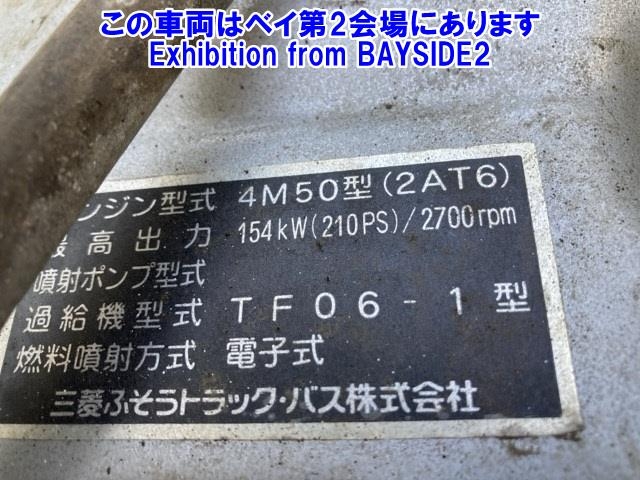 この車両はベイ第2会場にあります
Exhibition from BAYSIDE2
ンジン型式 4M50型(2AT6)
最高出力 154kW(210PS)/2700rpm
噴射ポンプ型式
過給機型式 TF06-1型
燃料噴射方式 電子式
三菱ふそうトラック・バス株式会社